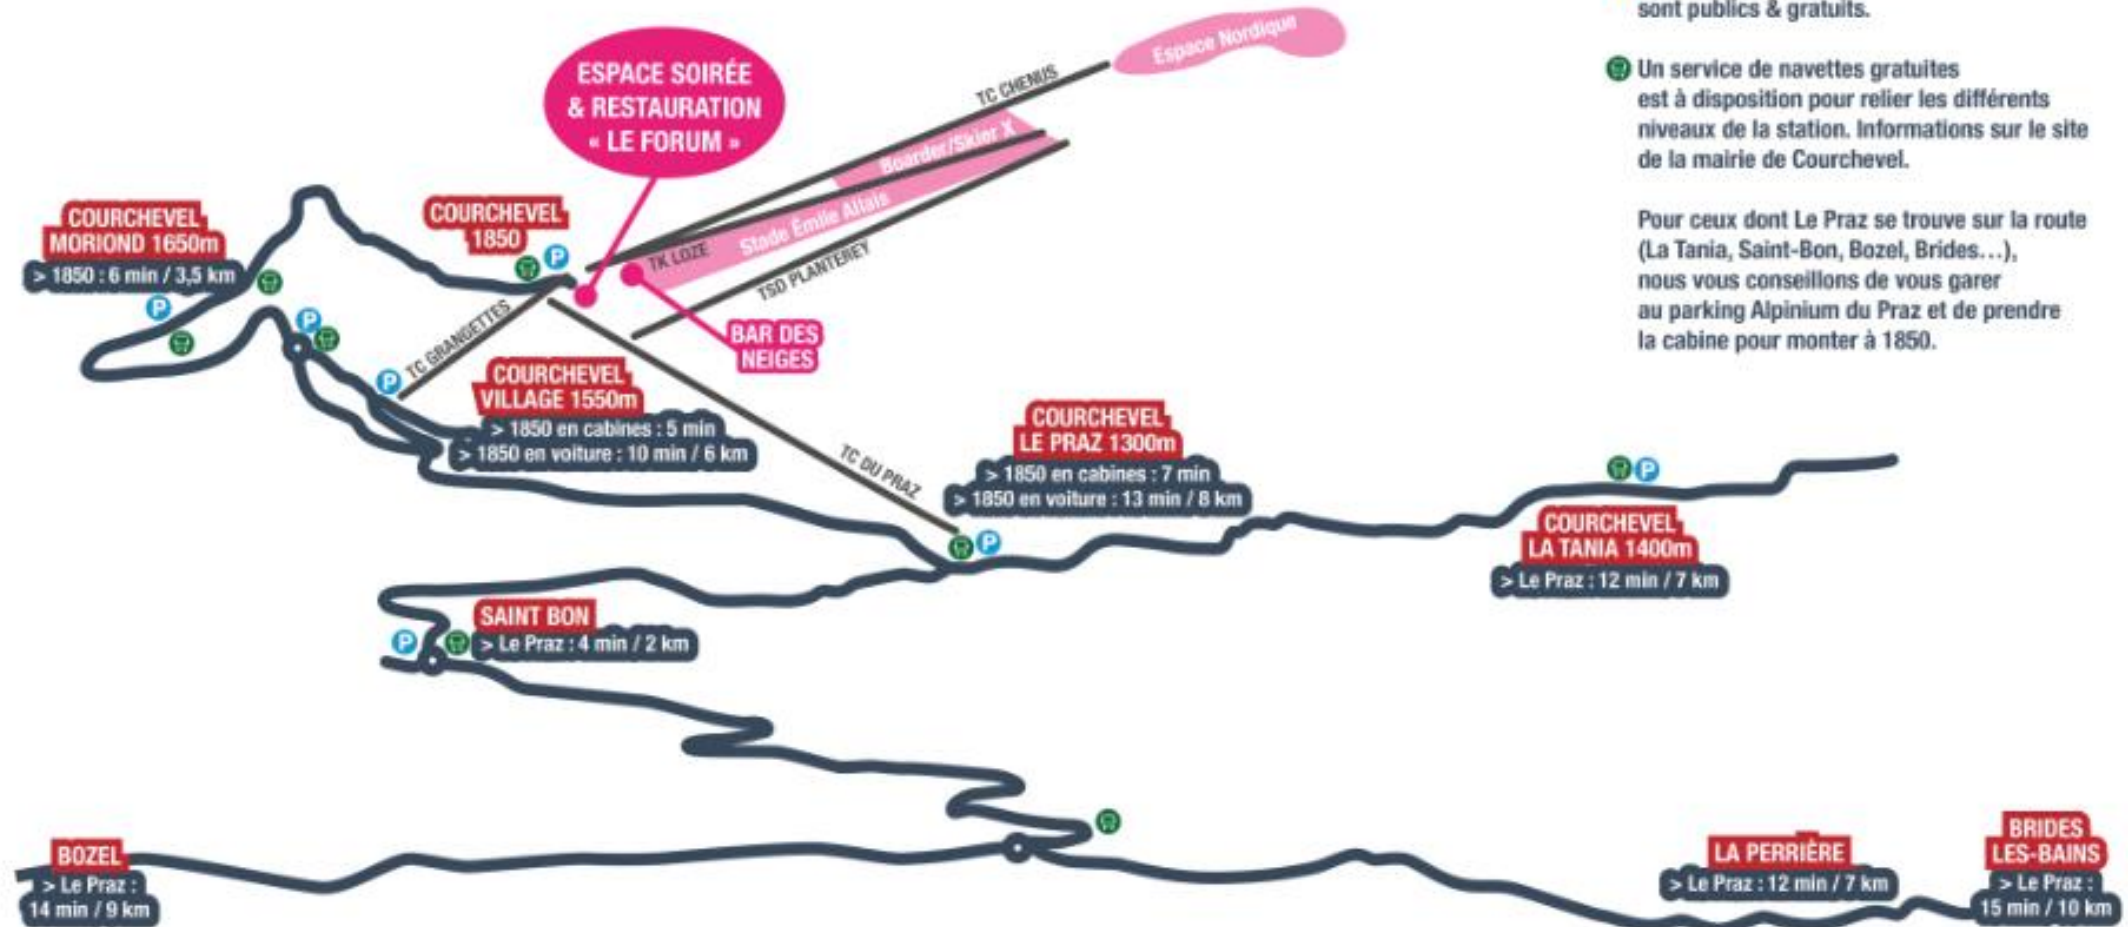 sont publics & gratuits.
Un service de navettes gratuites
est à disposition pour relier les différents
niveaux de la station. Informations sur le site
de la mairie de Courchevel.
Pour ceux dont Le Praz se trouve sur la route
(La Tania, Saint-Bon, Bozel, Brides…),
nous vous conseillons de vous garer
au parking Alpinium du Praz et de prendre
la cabine pour monter à 1850.
Espace Nordique
TC CHENUS
ESPACE SOIRÉE
& RESTAURATION
« LE FORUM »
Boarder/Skier X
Stade Émile Allais
TK LOZE
TSD PLANTEREY
BAR DES
NEIGES
COURCHEVEL
MORIOND 1650m
> 1850 : 6 min / 3,5 km
P
COURCHEVEL
1850
P
P
P
TC GRANGETTES
COURCHEVEL
VILLAGE 1550m
> 1850 en cabines : 5 min
> 1850 en voiture : 10 min / 6 km
TC DU PRAZ
COURCHEVEL
LE PRAZ 1300m
> 1850 en cabines : 7 min
> 1850 en voiture : 13 min / 8 km
P
P
COURCHEVEL
LA TANIA 1400m
> Le Praz : 12 min / 7 km
P
SAINT BON
> Le Praz : 4 min / 2 km
BOZEL
> Le Praz :
14 min / 9 km
LA PERRIÈRE
> Le Praz : 12 min / 7 km
BRIDES
LES-BAINS
> Le Praz :
15 min / 10 km